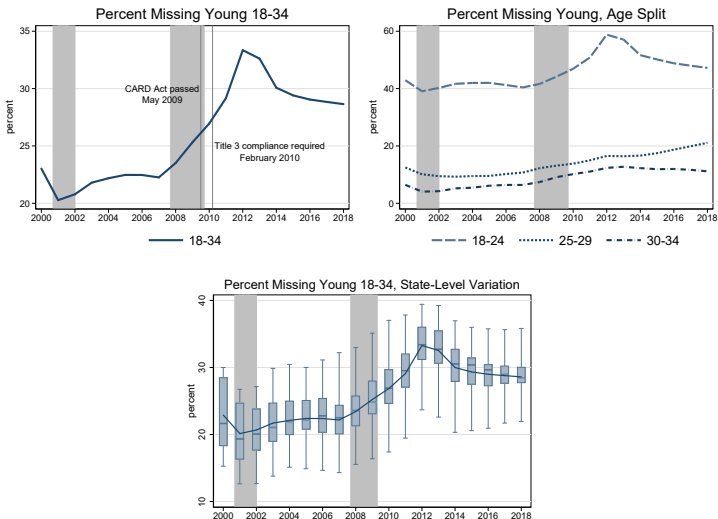 Percent Missing Young 18-34
percent
35
30
25
20
CARD Act passed
May 2009
Title 3 compliance required
February 2010
2000 2002 2004 2006 2008 2010 2012 2014 2016 2018
18-34
Percent Missing Young, Age Split
percent
60
40
20
0
2000 2002 2004 2006 2008 2010 2012 2014 2016 2018
18-24 25-29 30-34
Percent Missing Young 18-34, State-Level Variation
percent
40
30
20
10
2000 2002 2004 2006 2008 2010 2012 2014 2016 2018